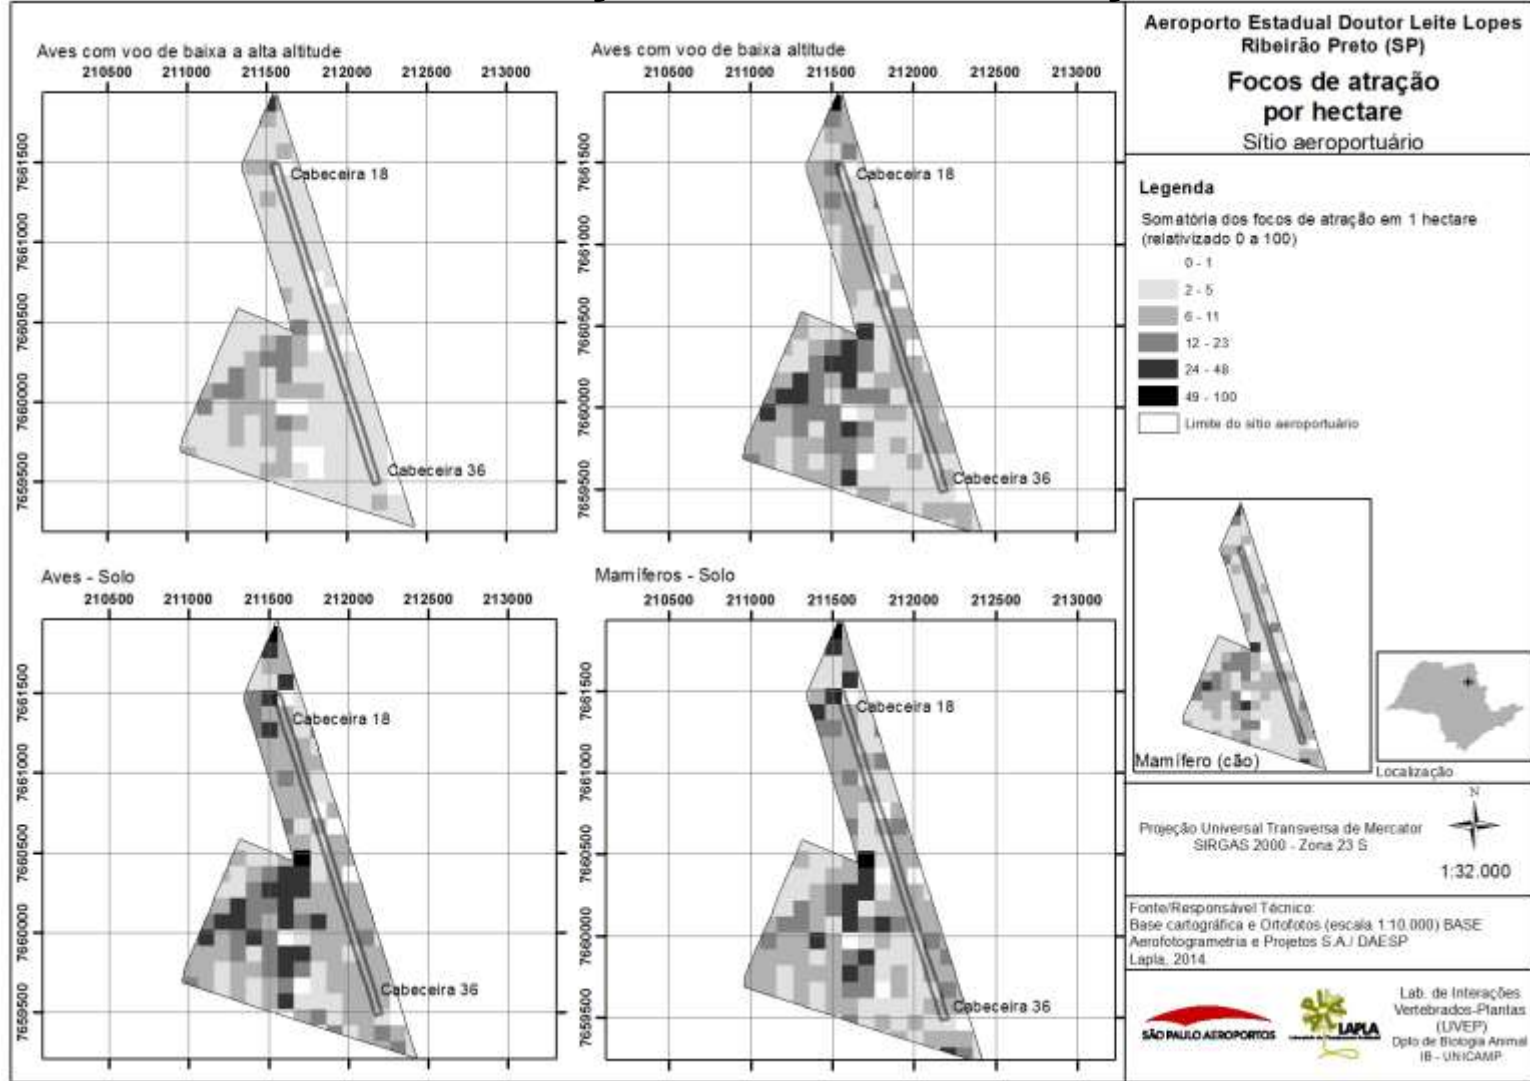 Aves com voo de baixa a alta altitude
210500 211000 211500 212000 212500 213000
7661500
7661000
7660500
7660000
7659500
Cabeceira 18
Cabeceira 36
Aves com voo de baixa altitude
210500 211000 211500 212000 212500 213000
7661500
7661000
7660500
7660000
7659500
Cabeceira 18
Cabeceira 36
Aves - Solo
210500 211000 211500 212000 212500 213000
7661500
7661000
7660500
7660000
7659500
Cabeceira 18
Cabeceira 36
Mamíferos - Solo
210500 211000 211500 212000 212500 213000
7661500
7661000
7660500
7660000
7659500
Cabeceira 18
Cabeceira 36
Aeroporto Estadual Doutor Leite Lopes
Ribeirão Preto (SP)
Focos de atração
por hectare
Sítio aeroportuário
Legenda
Somatória dos focos de atração em 1 hectare
(relativizado 0 a 100)
0 - 1
2 - 5
6 - 11
12 - 23
24 - 48
49 - 100
Limite do sítio aeroportuário
Mamífero (cão)
Localização
Projeção Universal Transversa de Mercator
SIRGAS 2000 - Zona 23 S
N
1:32.000
Fonte/Responsável Técnico:
Base cartográfica e Ortofotos (escala 1:10.000) BASE
Aerofotogrametria e Projetos S.A./ DAESP
Lapla, 2014
SÃO PAULO AEROPORTOS
LAPLA
Lab. de Interações
Vertebrados-Plantas
(LIVEP)
Dpto de Biologia Animal
IB - UNICAMP